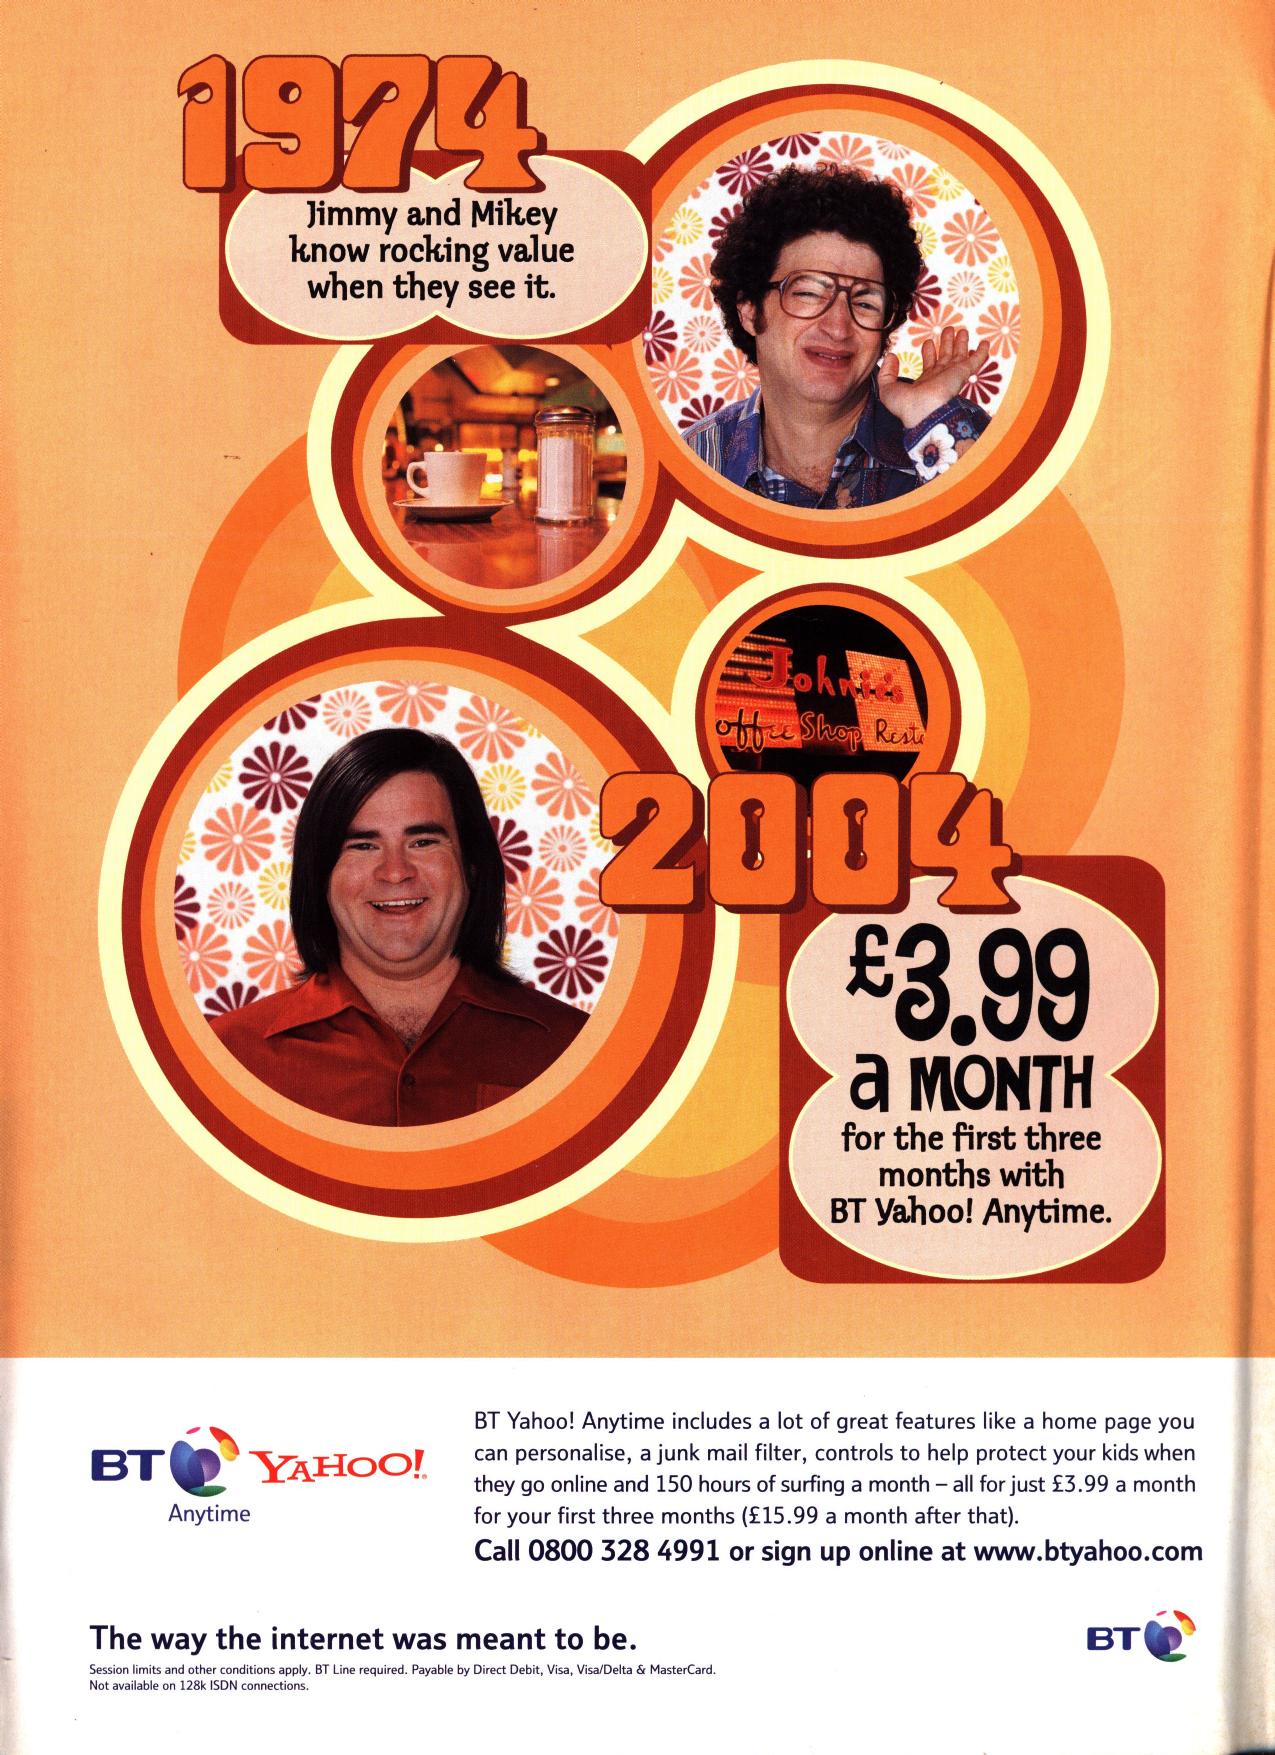 1974
Jimmy and Mikey
know rocking value
when they see it.
Johnie's
Coffee Shop
2004
£3.99
a MONTH
for the first three
months with
BT Yahoo! Anytime.
BT YAHOO!
Anytime
BT Yahoo! Anytime includes a lot of great features like a home page you
can personalise, a junk mail filter, controls to help protect your kids when
they go online and 150 hours of surfing a month – all for just £3.99 a month
for your first three months (£15.99 a month after that).
Call 0800 328 4991 or sign up online at www.btyahoo.com
The way the internet was meant to be.
BT
Session limits and other conditions apply. BT Line required. Payable by Direct Debit, Visa, Visa/Delta & MasterCard.
Not available on 128k ISDN connections.